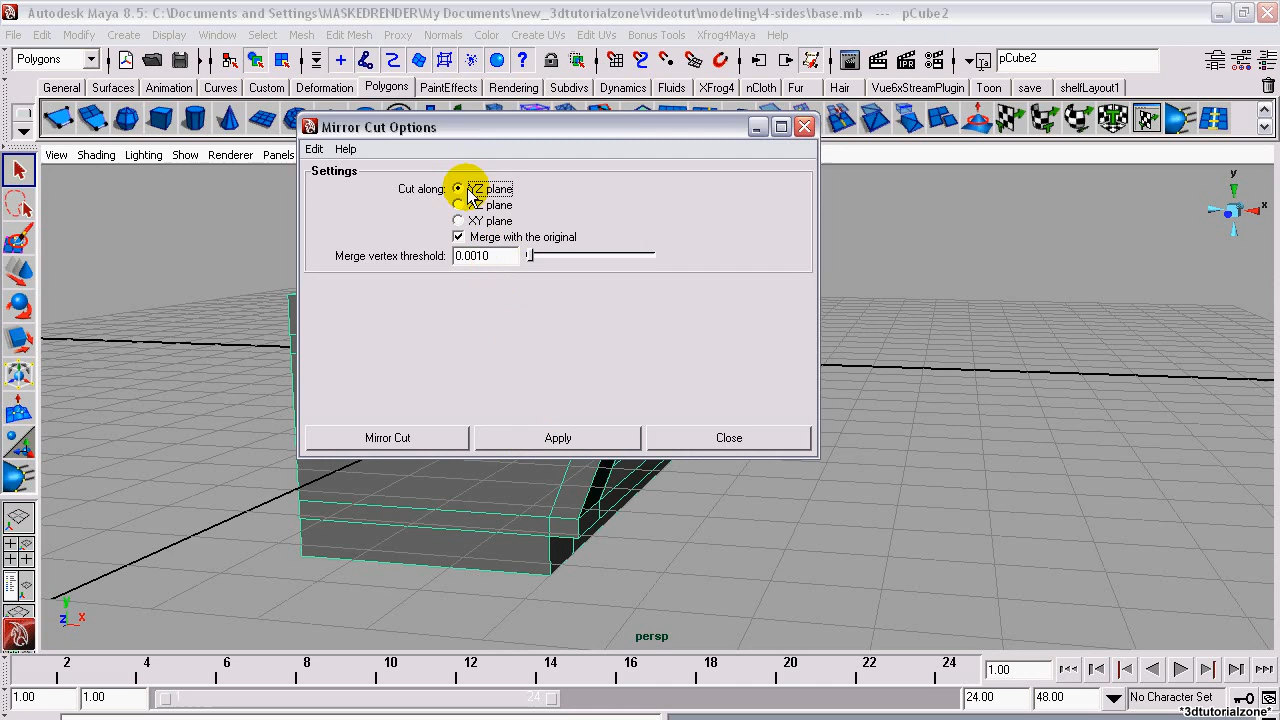 Autodesk Maya 8.5: C:\Documents and Settings\MASKEDRENDER\My Documents\new_3dtutorialzone\videotut\modeling\4-sides\base.mb --- pCube2
File Edit Modify Create Display Window Select Mesh Edit Mesh Proxy Normals Color Create UVs Edit UVs Bonus Tools Xfrog4Maya Help
Polygons pCube2
General Surfaces Animation Curves Custom Deformation Polygons PaintEffects Rendering Subdivs Dynamics Fluids XFrog4 nCloth Fur Hair Vue6xStreamPlugin Toon save shelfLayout1
Mirror Cut Options
Edit Help
View Shading Lighting Show Renderer Panels
Settings
Cut along: YZ plane
XZ plane
XY plane
Merge with the original
Merge vertex threshold: 0.0010
Mirror Cut Apply Close
y
x
y
z x
persp
2 4 6 8 10 12 14 16 18 20 22 24 1.00
1.00 1.00 1 24 24.00 48.00 No Character Set
*3dtutorialzone*